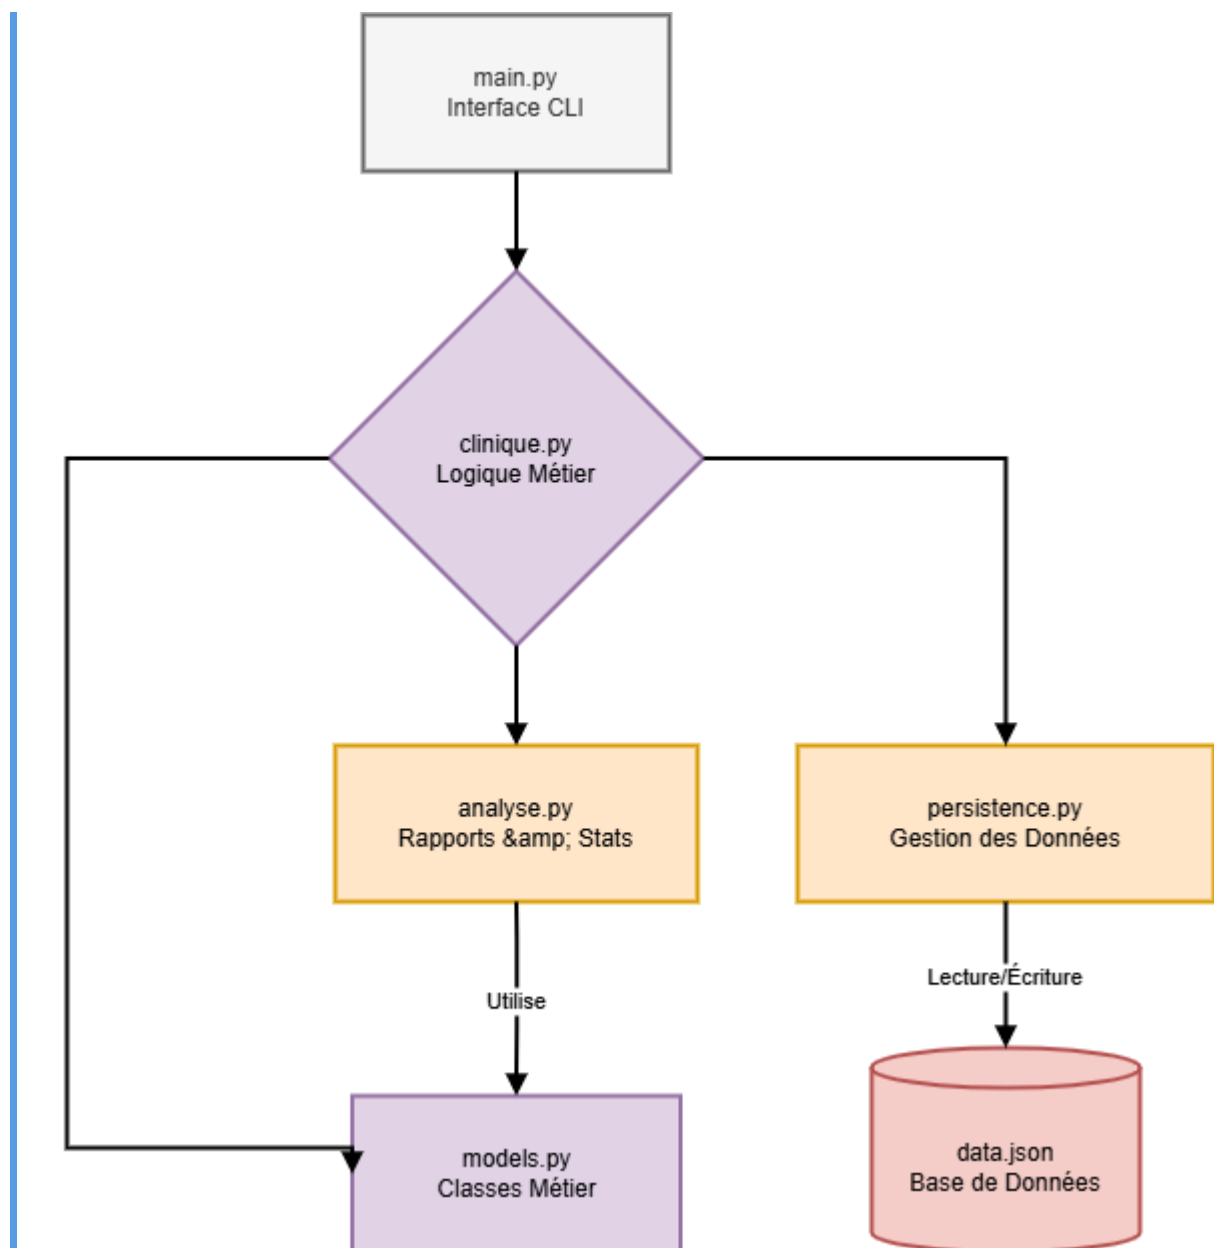 main.py
Interface CLI
clinique.py
Logique Métier
analyse.py
Rapports &amp; Stats
persistence.py
Gestion des Données
Utilise
Lecture/Écriture
models.py
Classes Métier
data.json
Base de Données